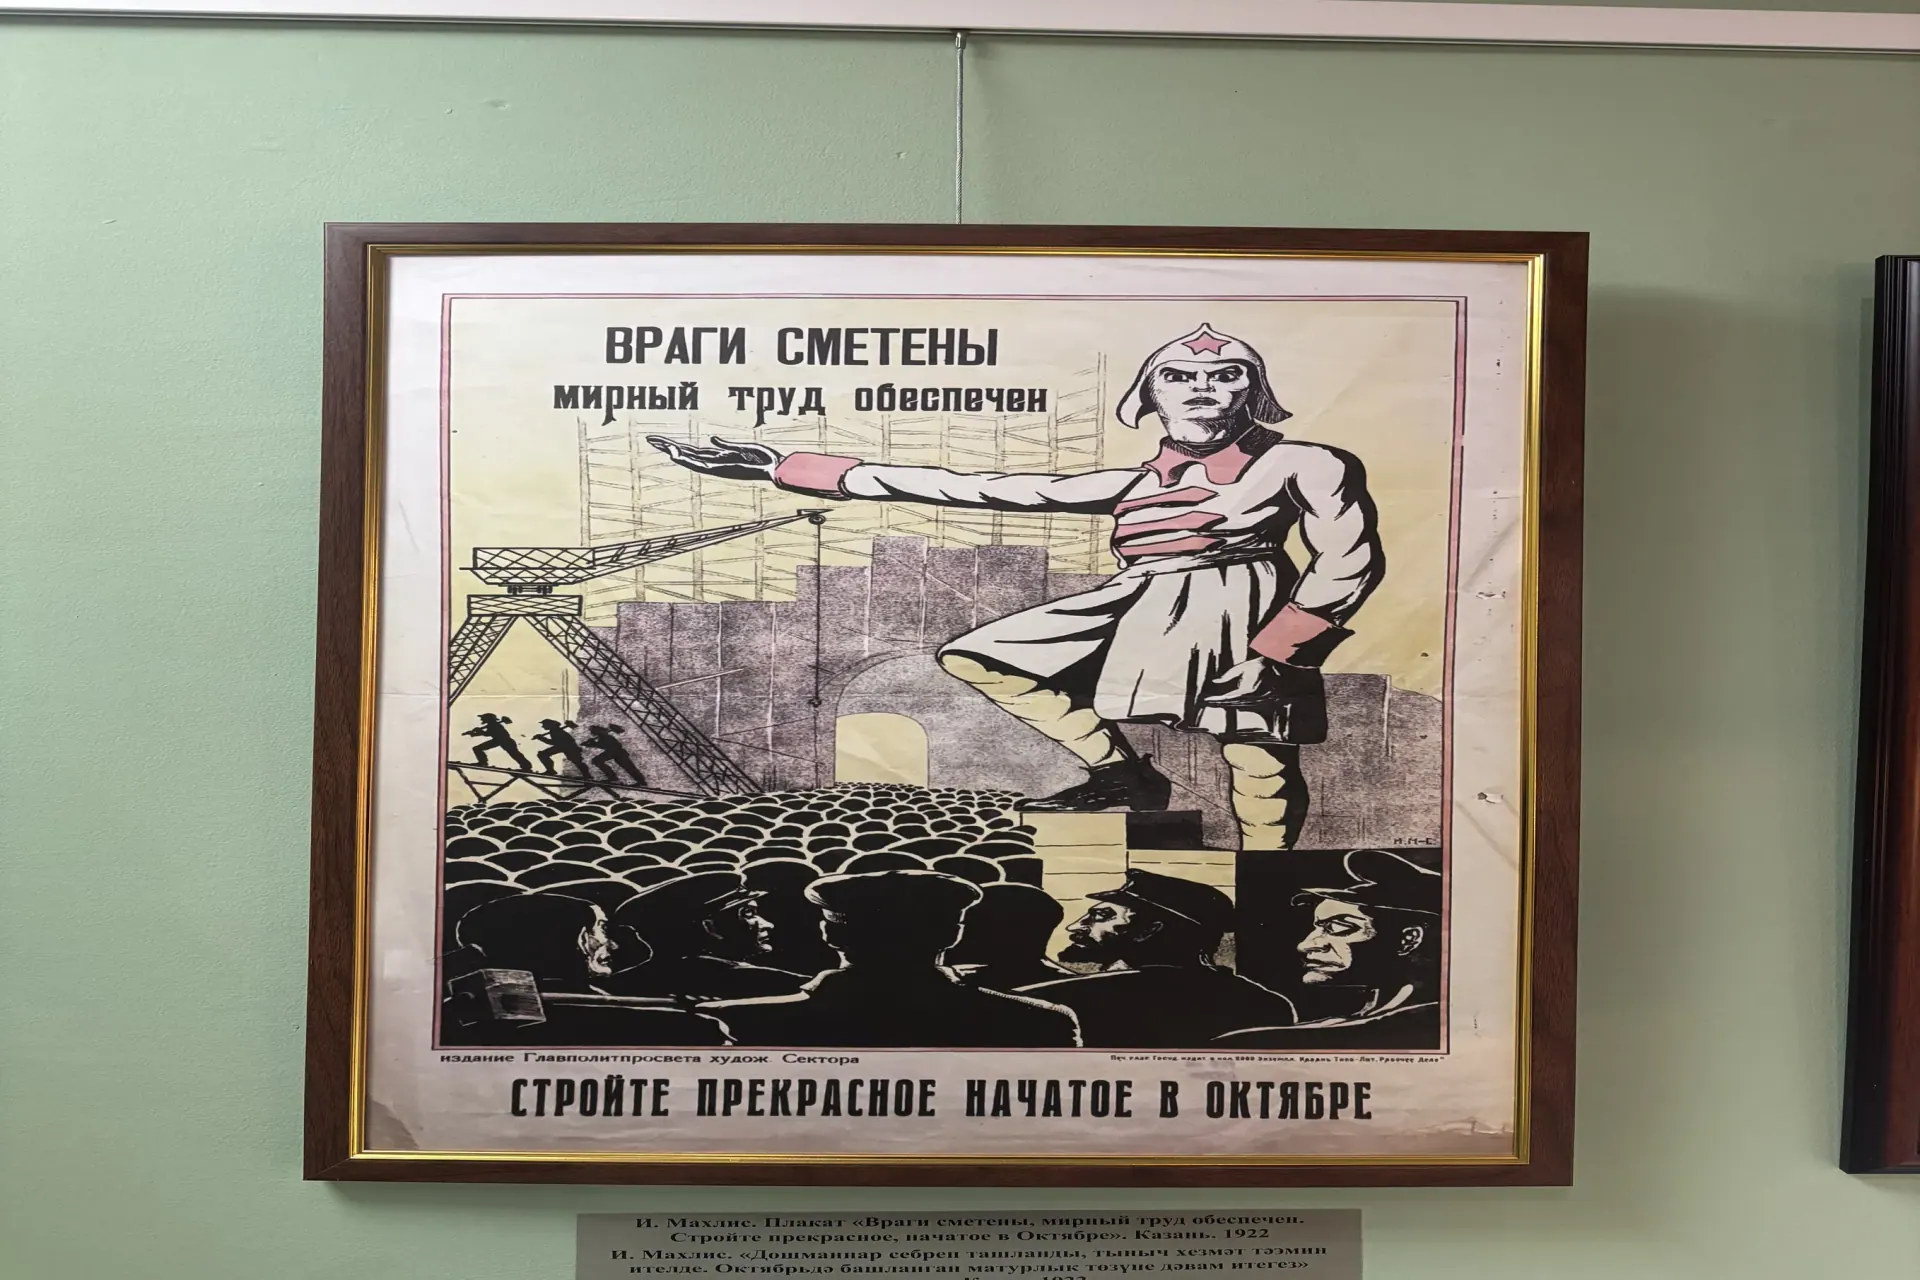 ВРАГИ СМЕТЕНЫ
мирный труд обеспечен
М.М-С
издание Главполитпросвета худож. Сектора
СТРОЙТЕ ПРЕКРАСНОЕ НАЧАТОЕ В ОКТЯБРЕ
И. Махлис. Плакат «Враги сметены, мирный труд обеспечен.
Стройте прекрасное, начатое в Октябре». Казань. 1922
И. Махлис. «Дошманнар себреп ташланды, тыныч хезмәт тәэмин
ителде. Октябрьдә башланган матурлык төзүне дәвам итегез»